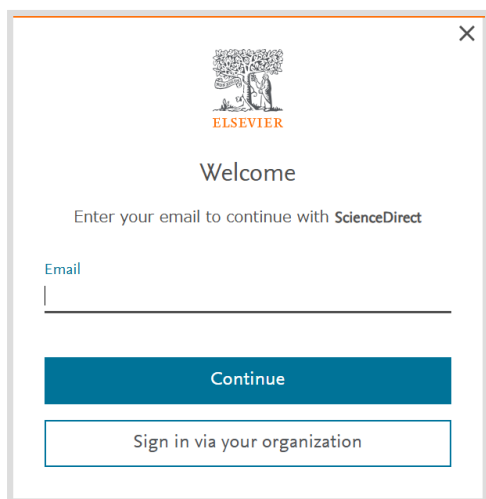 ELSEVIER
Welcome
Enter your email to continue with ScienceDirect
Email
Continue
Sign in via your organization